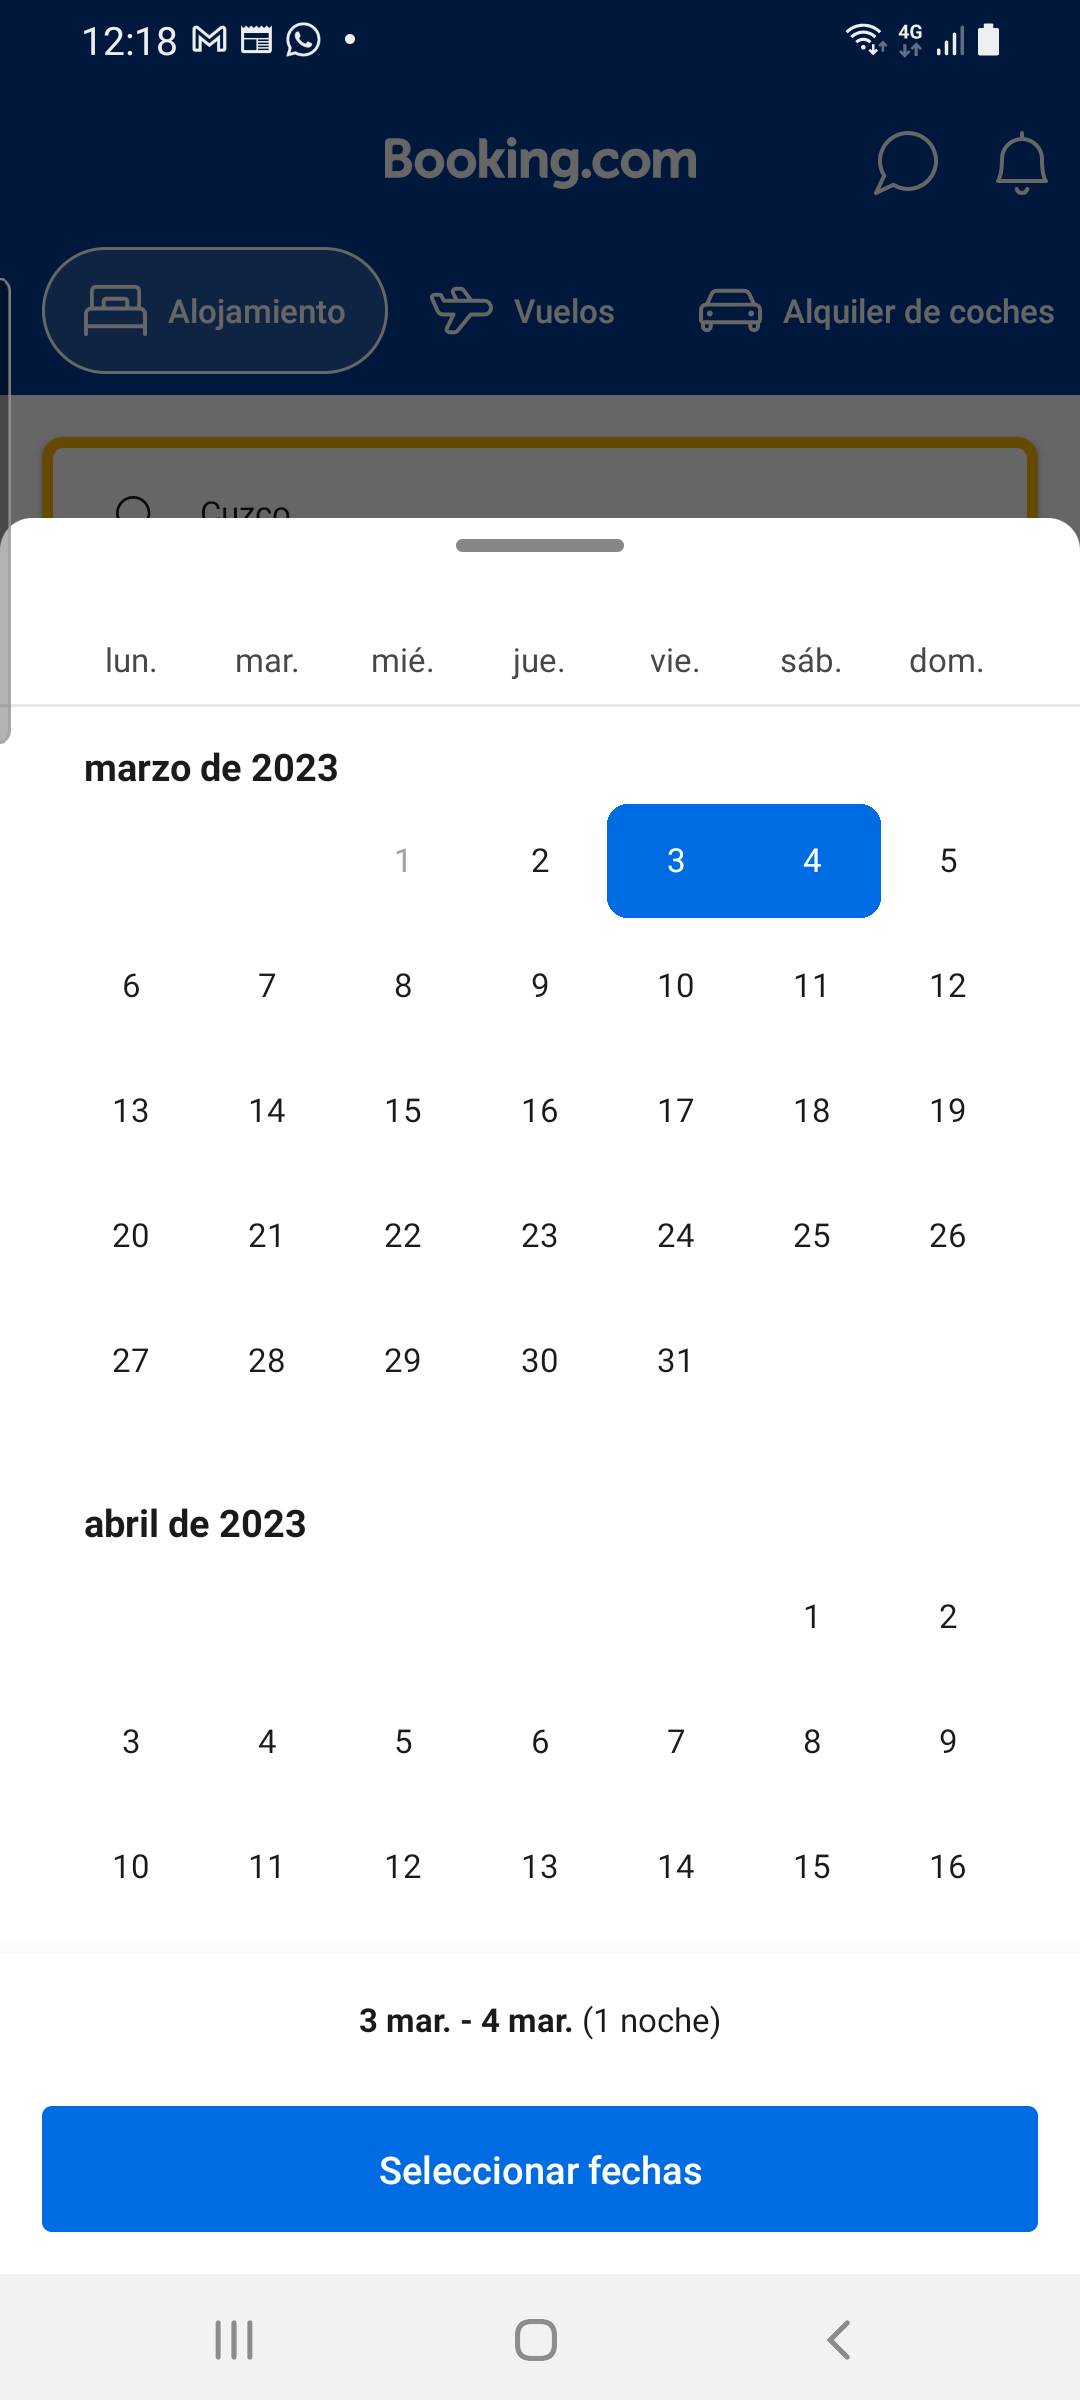 12:18
4G
Booking.com
Alojamiento Vuelos Alquiler de coches
Cuzco
lun. mar. mié. jue. vie. sáb. dom.
marzo de 2023
1 2 3 4 5
6 7 8 9 10 11 12
13 14 15 16 17 18 19
20 21 22 23 24 25 26
27 28 29 30 31
abril de 2023
1 2
3 4 5 6 7 8 9
10 11 12 13 14 15 16
3 mar. - 4 mar. (1 noche)
Seleccionar fechas